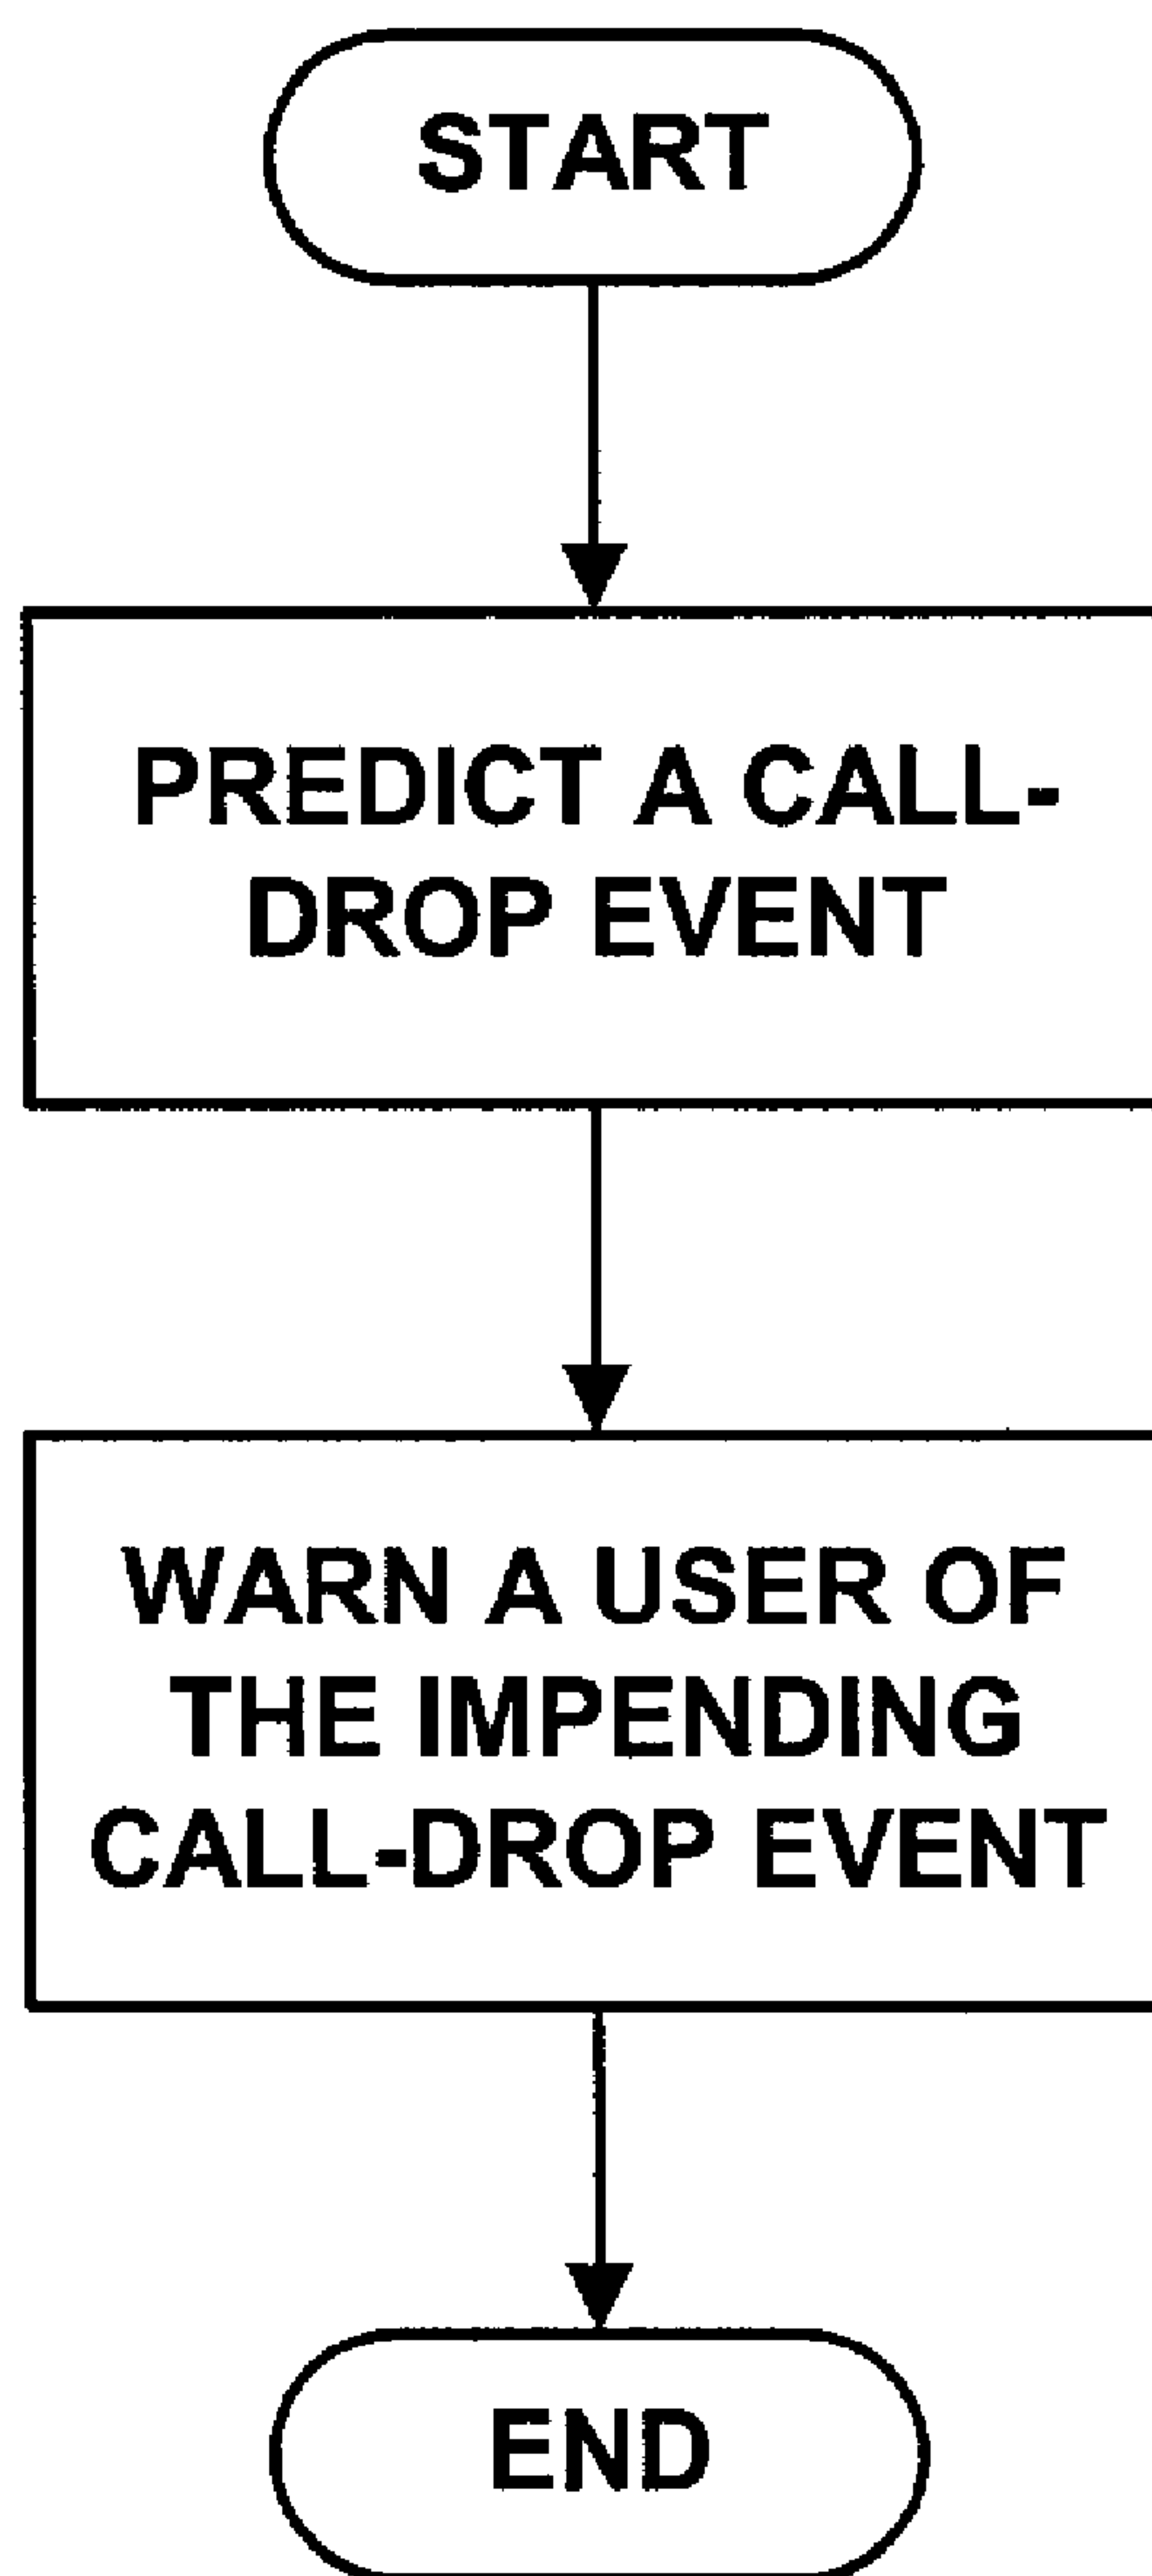 START
PREDICT A CALL-
DROP EVENT
WARN A USER OF
THE IMPENDING
CALL-DROP EVENT
END